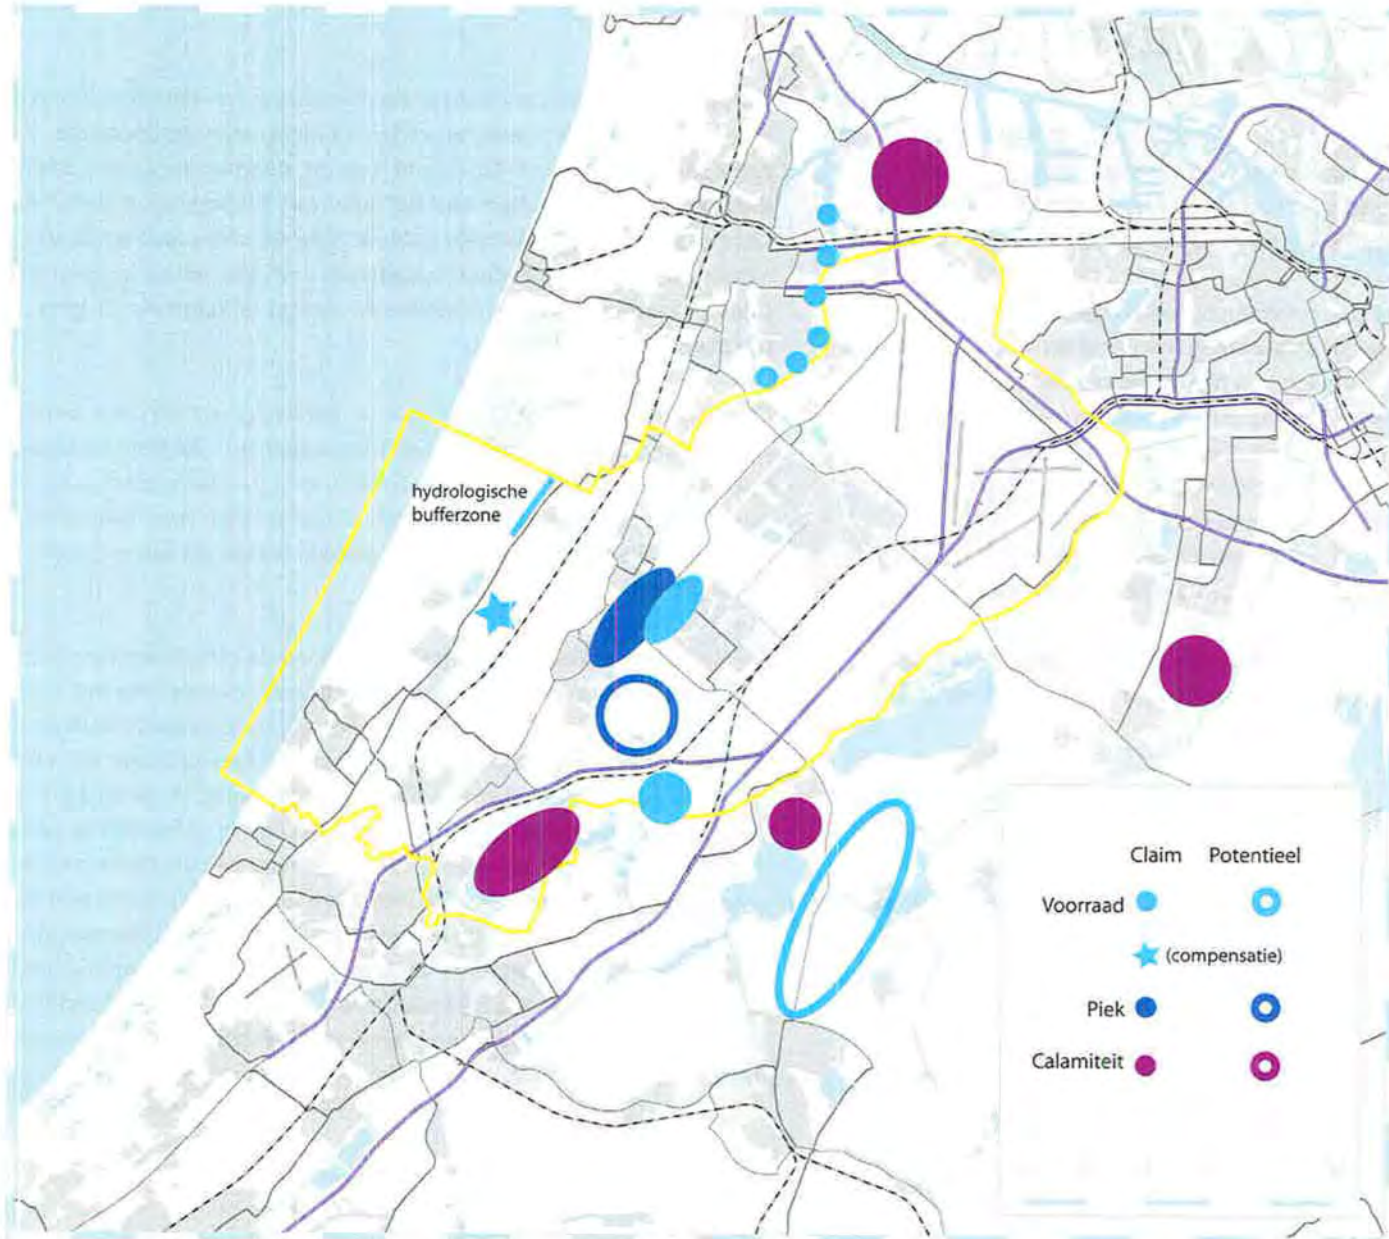 hydrologische
bufferzone
Claim Potentieel
Voorraad
(compensatie)
Piek
Calamiteit